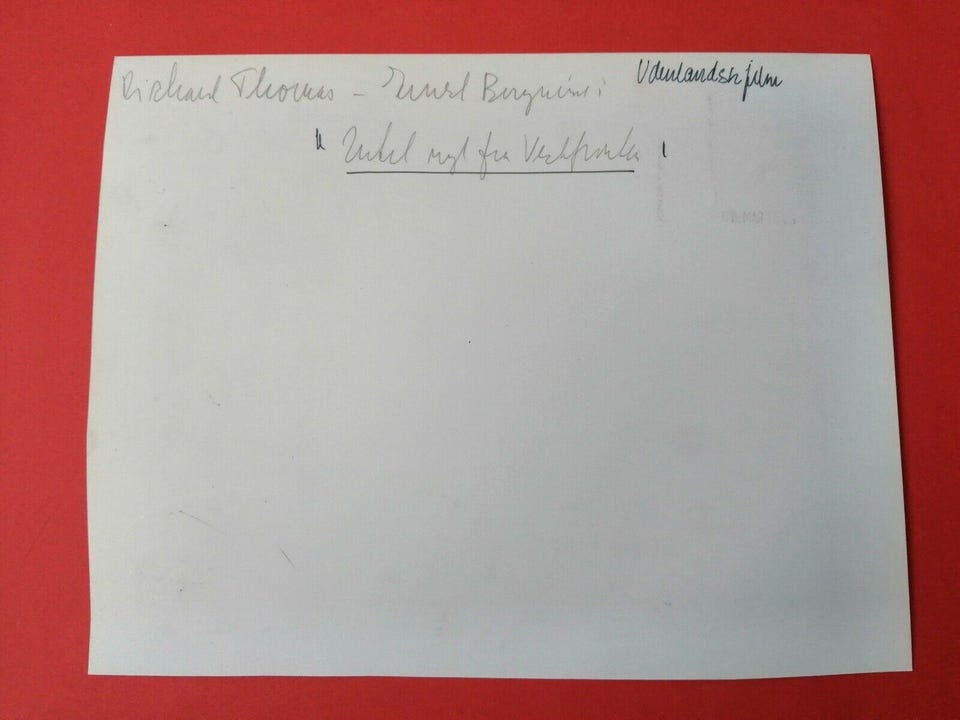 Richard Thomas - Ernest Borgnine i Udenlandsk film
" Intet nyt fra Vestfronten "